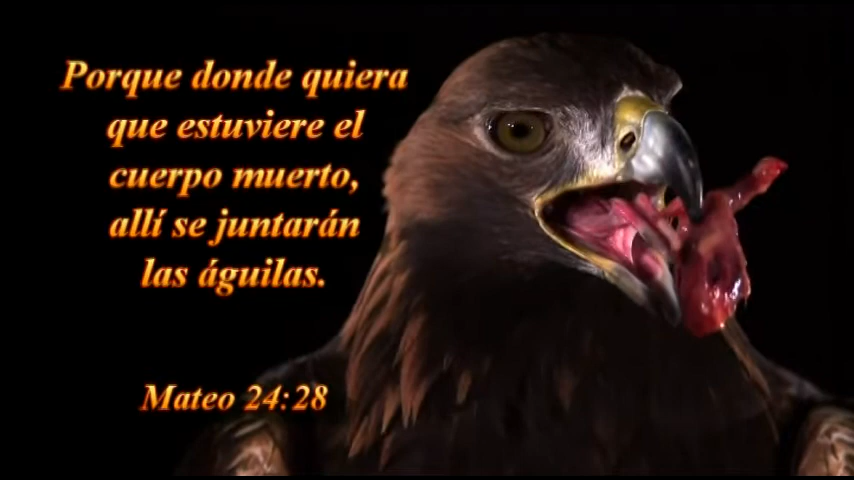 Porque donde quiera
que estuviere el
cuerpo muerto,
allí se juntarán
las águilas.
Mateo 24:28